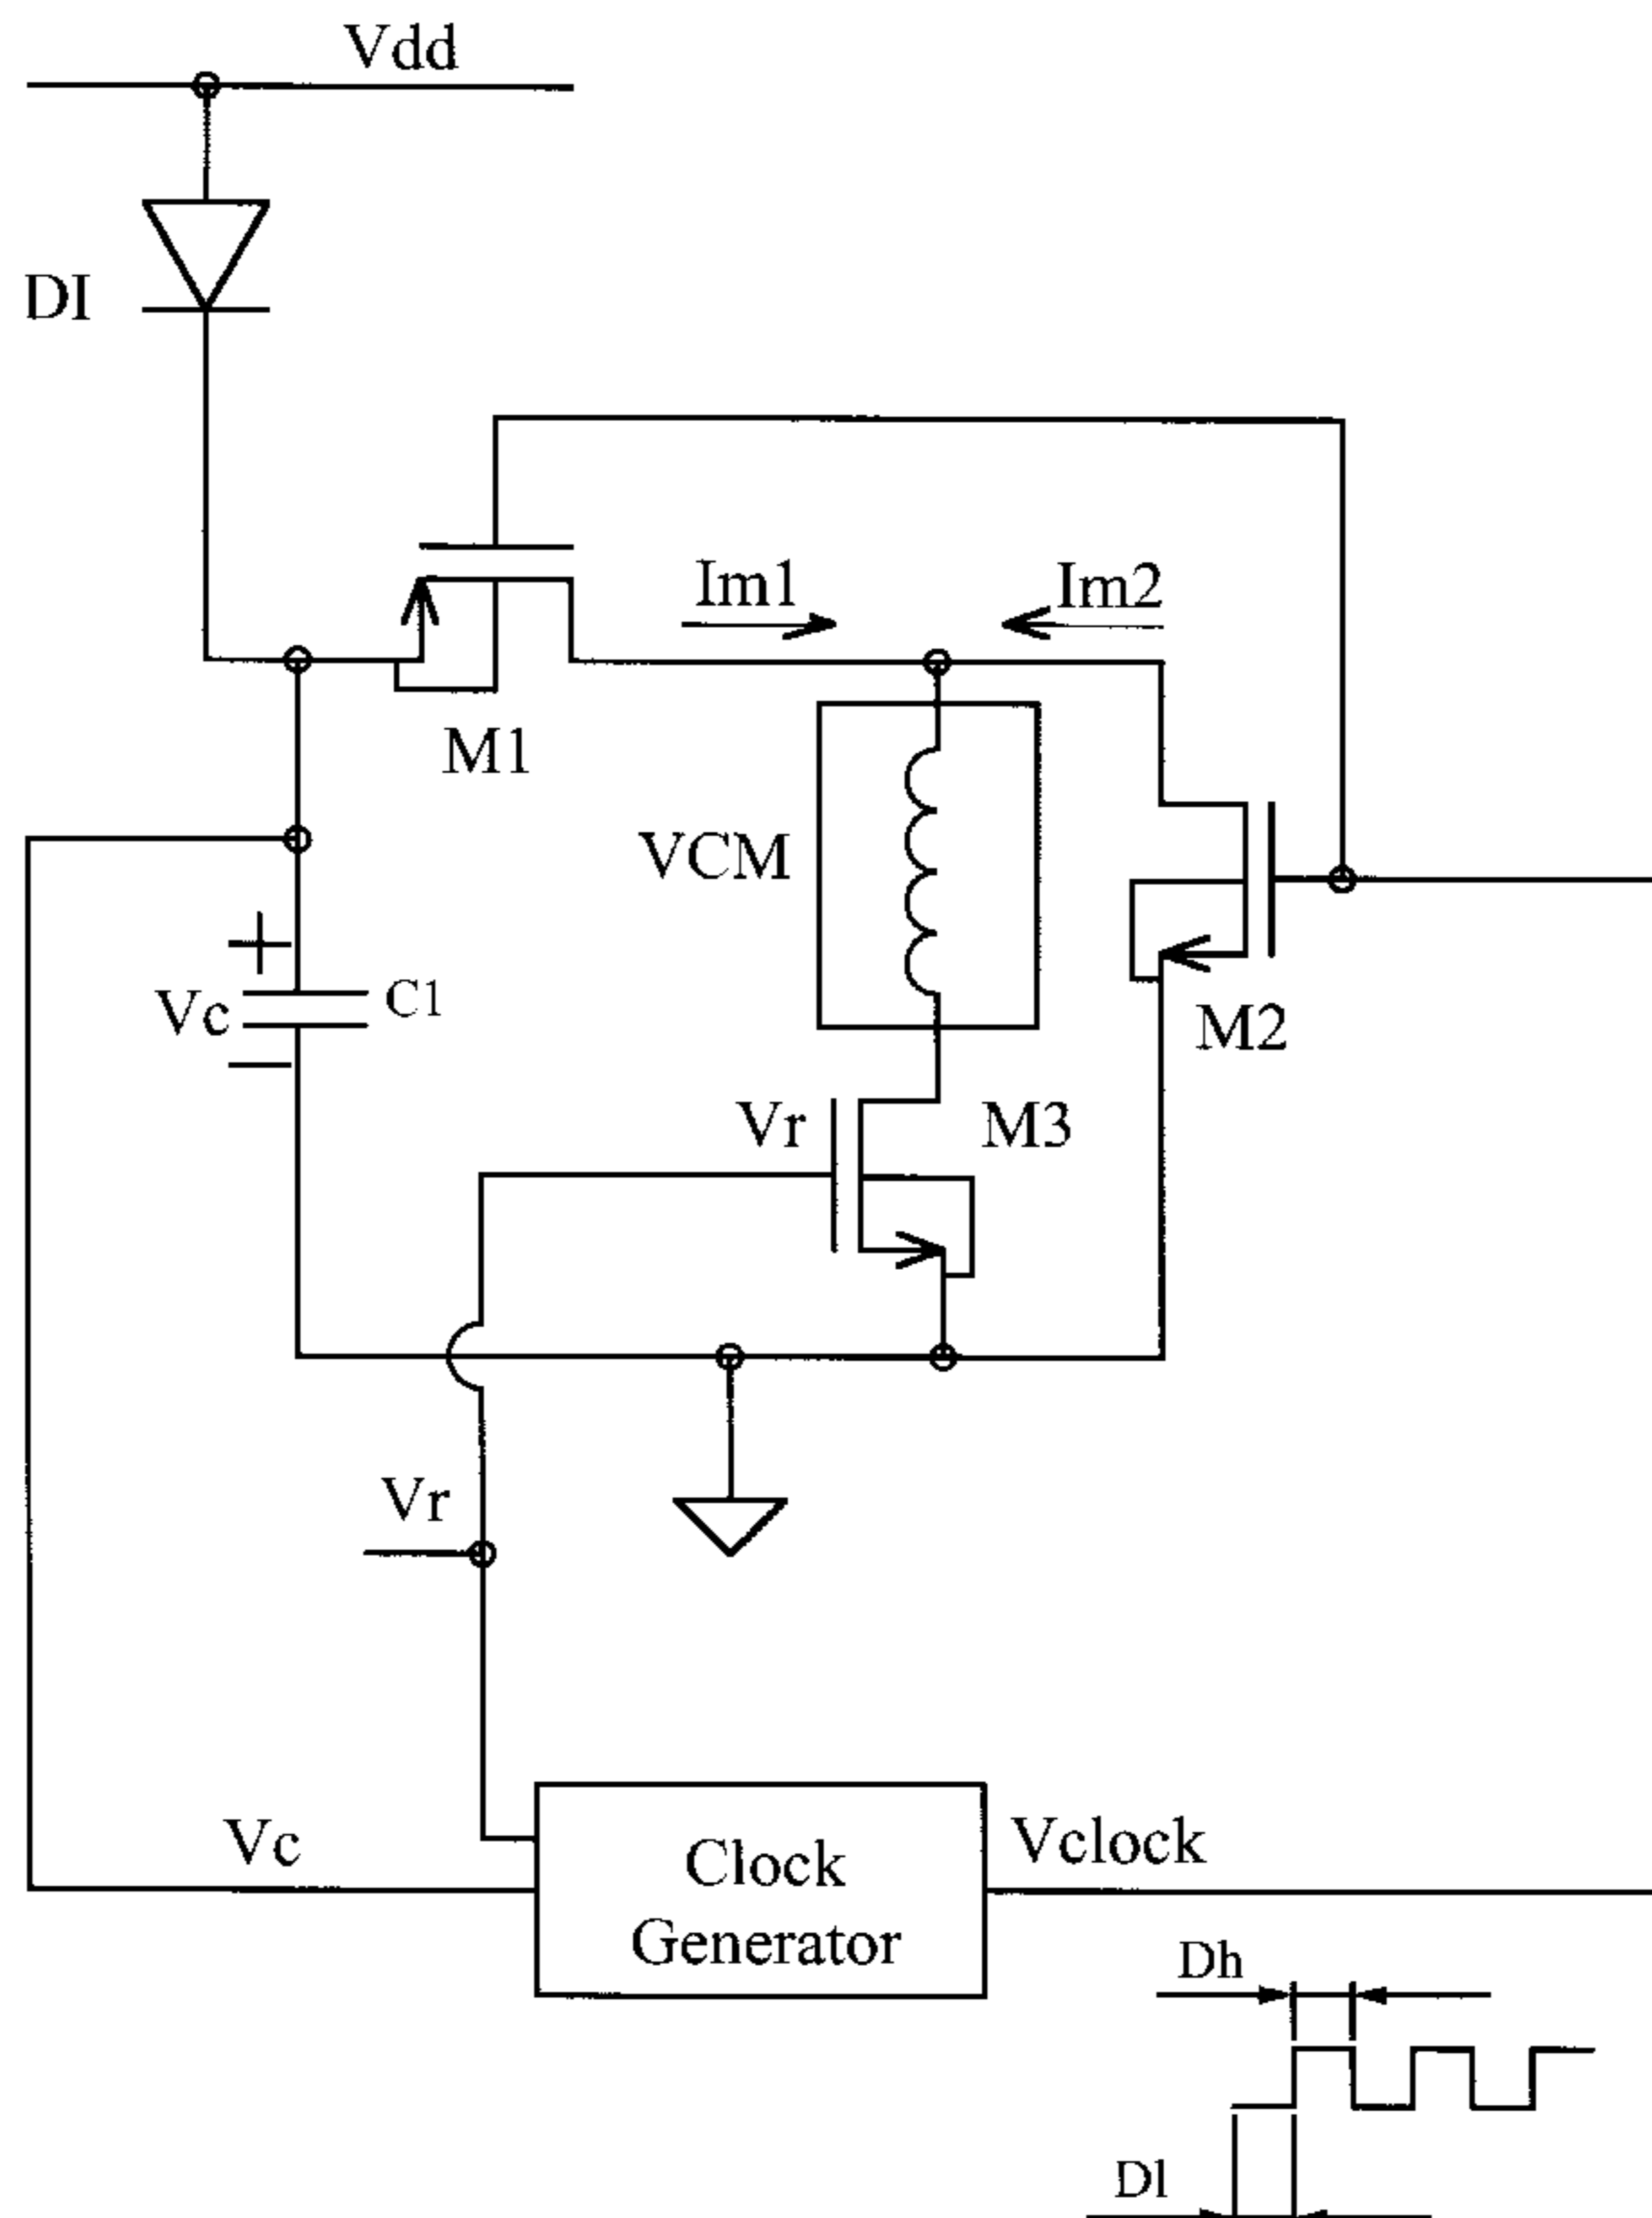 Vdd
DI
Im1
Im2
M1
VCM
+
Vc
C1
−
M2
Vr
M3
Vr
Vc
Clock
Generator
Vclock
Dh
Dl